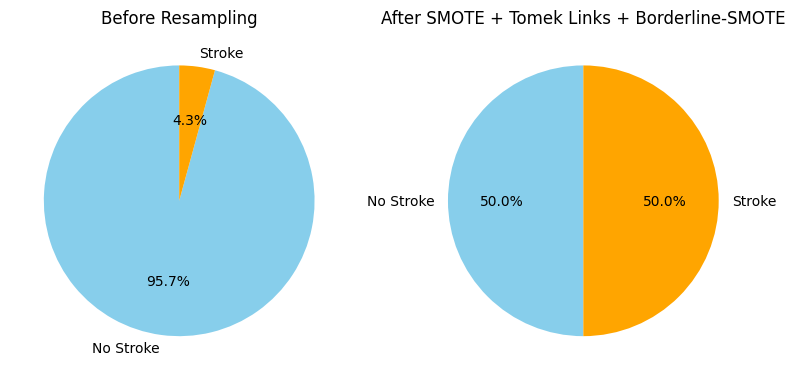 Before Resampling
Stroke
4.3%
95.7%
No Stroke
After SMOTE + Tomek Links + Borderline-SMOTE
No Stroke
50.0%
50.0%
Stroke